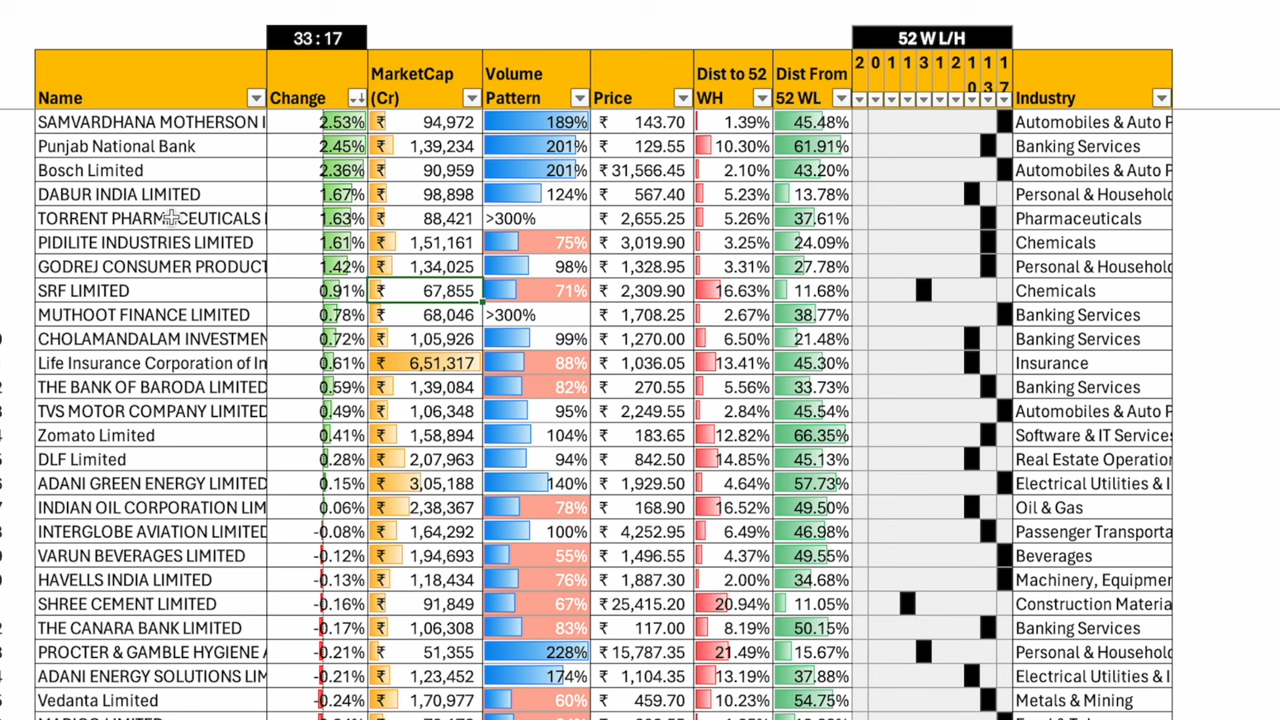 33 : 17 52 W L/H
Name Change MarketCap (Cr) Volume Pattern Price Dist to 52 WH Dist From 52 WL 2 0 1 1 3 1 2 10 13 17 Industry
SAMVARDHANA MOTHERSON I 2.53% ₹ 94,972 189% ₹ 143.70 1.39% 45.48% Automobiles & Auto P
Punjab National Bank 2.45% ₹ 1,39,234 201% ₹ 129.55 10.30% 61.91% Banking Services
Bosch Limited 2.36% ₹ 90,959 201% ₹ 31,566.45 2.10% 43.20% Automobiles & Auto P
DABUR INDIA LIMITED 1.67% ₹ 98,898 124% ₹ 567.40 5.23% 13.78% Personal & Household
TORRENT PHARMACEUTICALS 1.63% ₹ 88,421 >300% ₹ 2,655.25 5.26% 37.61% Pharmaceuticals
PIDILITE INDUSTRIES LIMITED 1.61% ₹ 1,51,161 75% ₹ 3,019.90 3.25% 24.09% Chemicals
GODREJ CONSUMER PRODUCT 1.42% ₹ 1,34,025 98% ₹ 1,328.95 3.31% 27.78% Personal & Household
SRF LIMITED 0.91% ₹ 67,855 71% ₹ 2,309.90 16.63% 11.68% Chemicals
MUTHOOT FINANCE LIMITED 0.78% ₹ 68,046 >300% ₹ 1,708.25 2.67% 38.77% Banking Services
CHOLAMANDALAM INVESTMEN 0.72% ₹ 1,05,926 99% ₹ 1,270.00 6.50% 21.48% Banking Services
Life Insurance Corporation of In 0.61% ₹ 6,51,317 88% ₹ 1,036.05 13.41% 45.30% Insurance
THE BANK OF BARODA LIMITED 0.59% ₹ 1,39,084 82% ₹ 270.55 5.56% 33.73% Banking Services
TVS MOTOR COMPANY LIMITED 0.49% ₹ 1,06,348 95% ₹ 2,249.55 2.84% 45.54% Automobiles & Auto P
Zomato Limited 0.41% ₹ 1,58,894 104% ₹ 183.65 12.82% 66.35% Software & IT Services
DLF Limited 0.28% ₹ 2,07,963 94% ₹ 842.50 14.85% 45.13% Real Estate Operation
ADANI GREEN ENERGY LIMITED 0.15% ₹ 3,05,188 140% ₹ 1,929.50 4.64% 57.73% Electrical Utilities & I
INDIAN OIL CORPORATION LIM 0.06% ₹ 2,38,367 78% ₹ 168.90 16.52% 49.50% Oil & Gas
INTERGLOBE AVIATION LIMITED -0.08% ₹ 1,64,292 100% ₹ 4,252.95 6.49% 46.98% Passenger Transporta
VARUN BEVERAGES LIMITED -0.12% ₹ 1,94,693 55% ₹ 1,496.55 4.37% 49.55% Beverages
HAVELLS INDIA LIMITED -0.13% ₹ 1,18,434 76% ₹ 1,887.30 2.00% 34.68% Machinery, Equipmer
SHREE CEMENT LIMITED -0.16% ₹ 91,849 67% ₹ 25,415.20 20.94% 11.05% Construction Materia
THE CANARA BANK LIMITED -0.17% ₹ 1,06,308 83% ₹ 117.00 8.19% 50.15% Banking Services
PROCTER & GAMBLE HYGIENE -0.21% ₹ 51,355 228% ₹ 15,787.35 21.49% 15.67% Personal & Household
ADANI ENERGY SOLUTIONS LIM -0.21% ₹ 1,23,452 174% ₹ 1,104.35 13.19% 37.88% Electrical Utilities & I
Vedanta Limited -0.24% ₹ 1,70,977 60% ₹ 459.70 10.23% 54.75% Metals & Mining